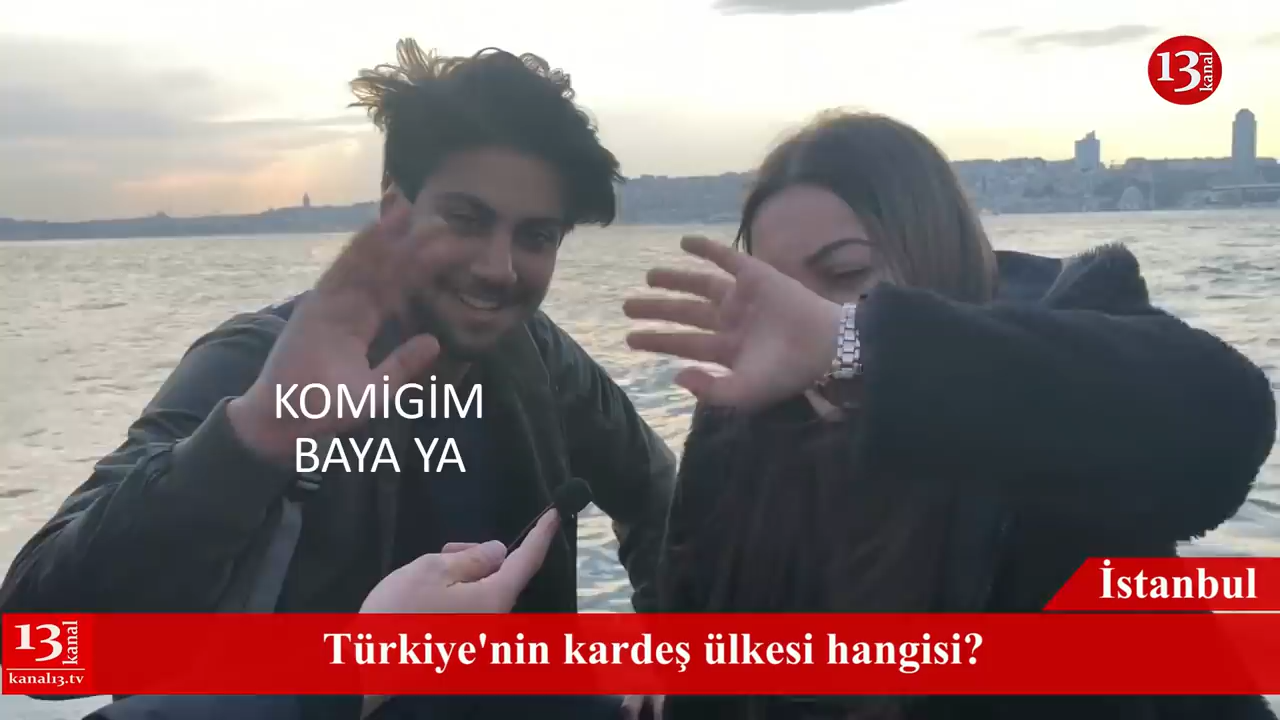 13 kanal
KOMİGİM
BAYA YA
İstanbul
13 kanal
kanal13.tv
Türkiye'nin kardeş ülkesi hangisi?